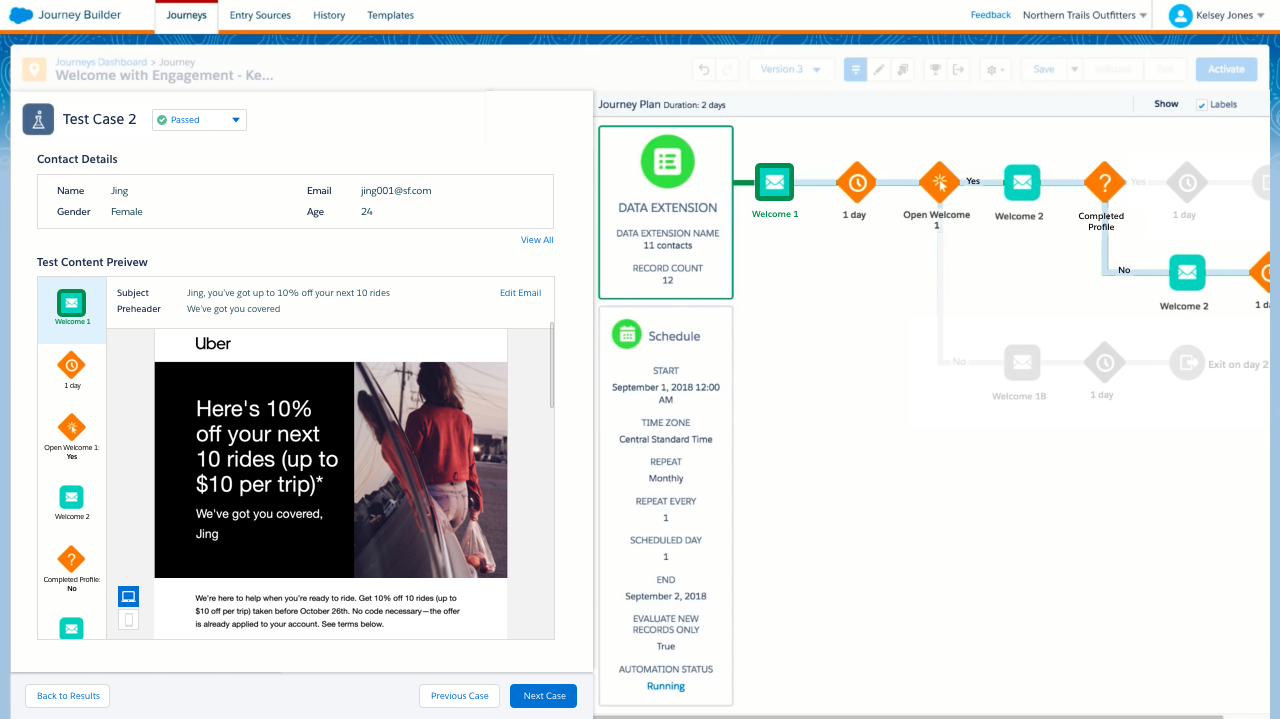 Journey Builder
Journeys
Entry Sources
History
Templates
Feedback
Northern Trails Outfitters
Kelsey Jones
Journeys Dashboard > Journey
Welcome with Engagement - Ke...
Version 3
Save
Activate
Test Case 2
Passed
Contact Details
Name Jing
Email jing001@sf.com
Gender Female
Age 24
View All
Test Content Priveew
Welcome 1
1 day
Open Welcome 1:
Yes
Welcome 2
Completed Profile:
No
Subject Jing, you've got up to 10% off your next 10 rides
Edit Email
Preheader We've got you covered
Uber
Here's 10%
off your next
10 rides (up to
$10 per trip)*
We've got you covered,
Jing
We're here to help when you're ready to ride. Get 10% off 10 rides (up to
$10 off per trip) taken before October 26th. No code necessary—the offer
is already applied to your account. See terms below.
Back to Results
Previous Case
Next Case
Journey Plan Duration: 2 days
Show
Labels
DATA EXTENSION
DATA EXTENSION NAME
11 contacts
RECORD COUNT
12
Schedule
START
September 1, 2018 12:00
AM
TIME ZONE
Central Standard Time
REPEAT
Monthly
REPEAT EVERY
1
SCHEDULED DAY
1
END
September 2, 2018
EVALUATE NEW
RECORDS ONLY
True
AUTOMATION STATUS
Running
Welcome 1
1 day
Open Welcome
1
Yes
Welcome 2
Completed
Profile
Yes
1 day
No
Welcome 2
1 d
No
Welcome 1B
1 day
Exit on day 2